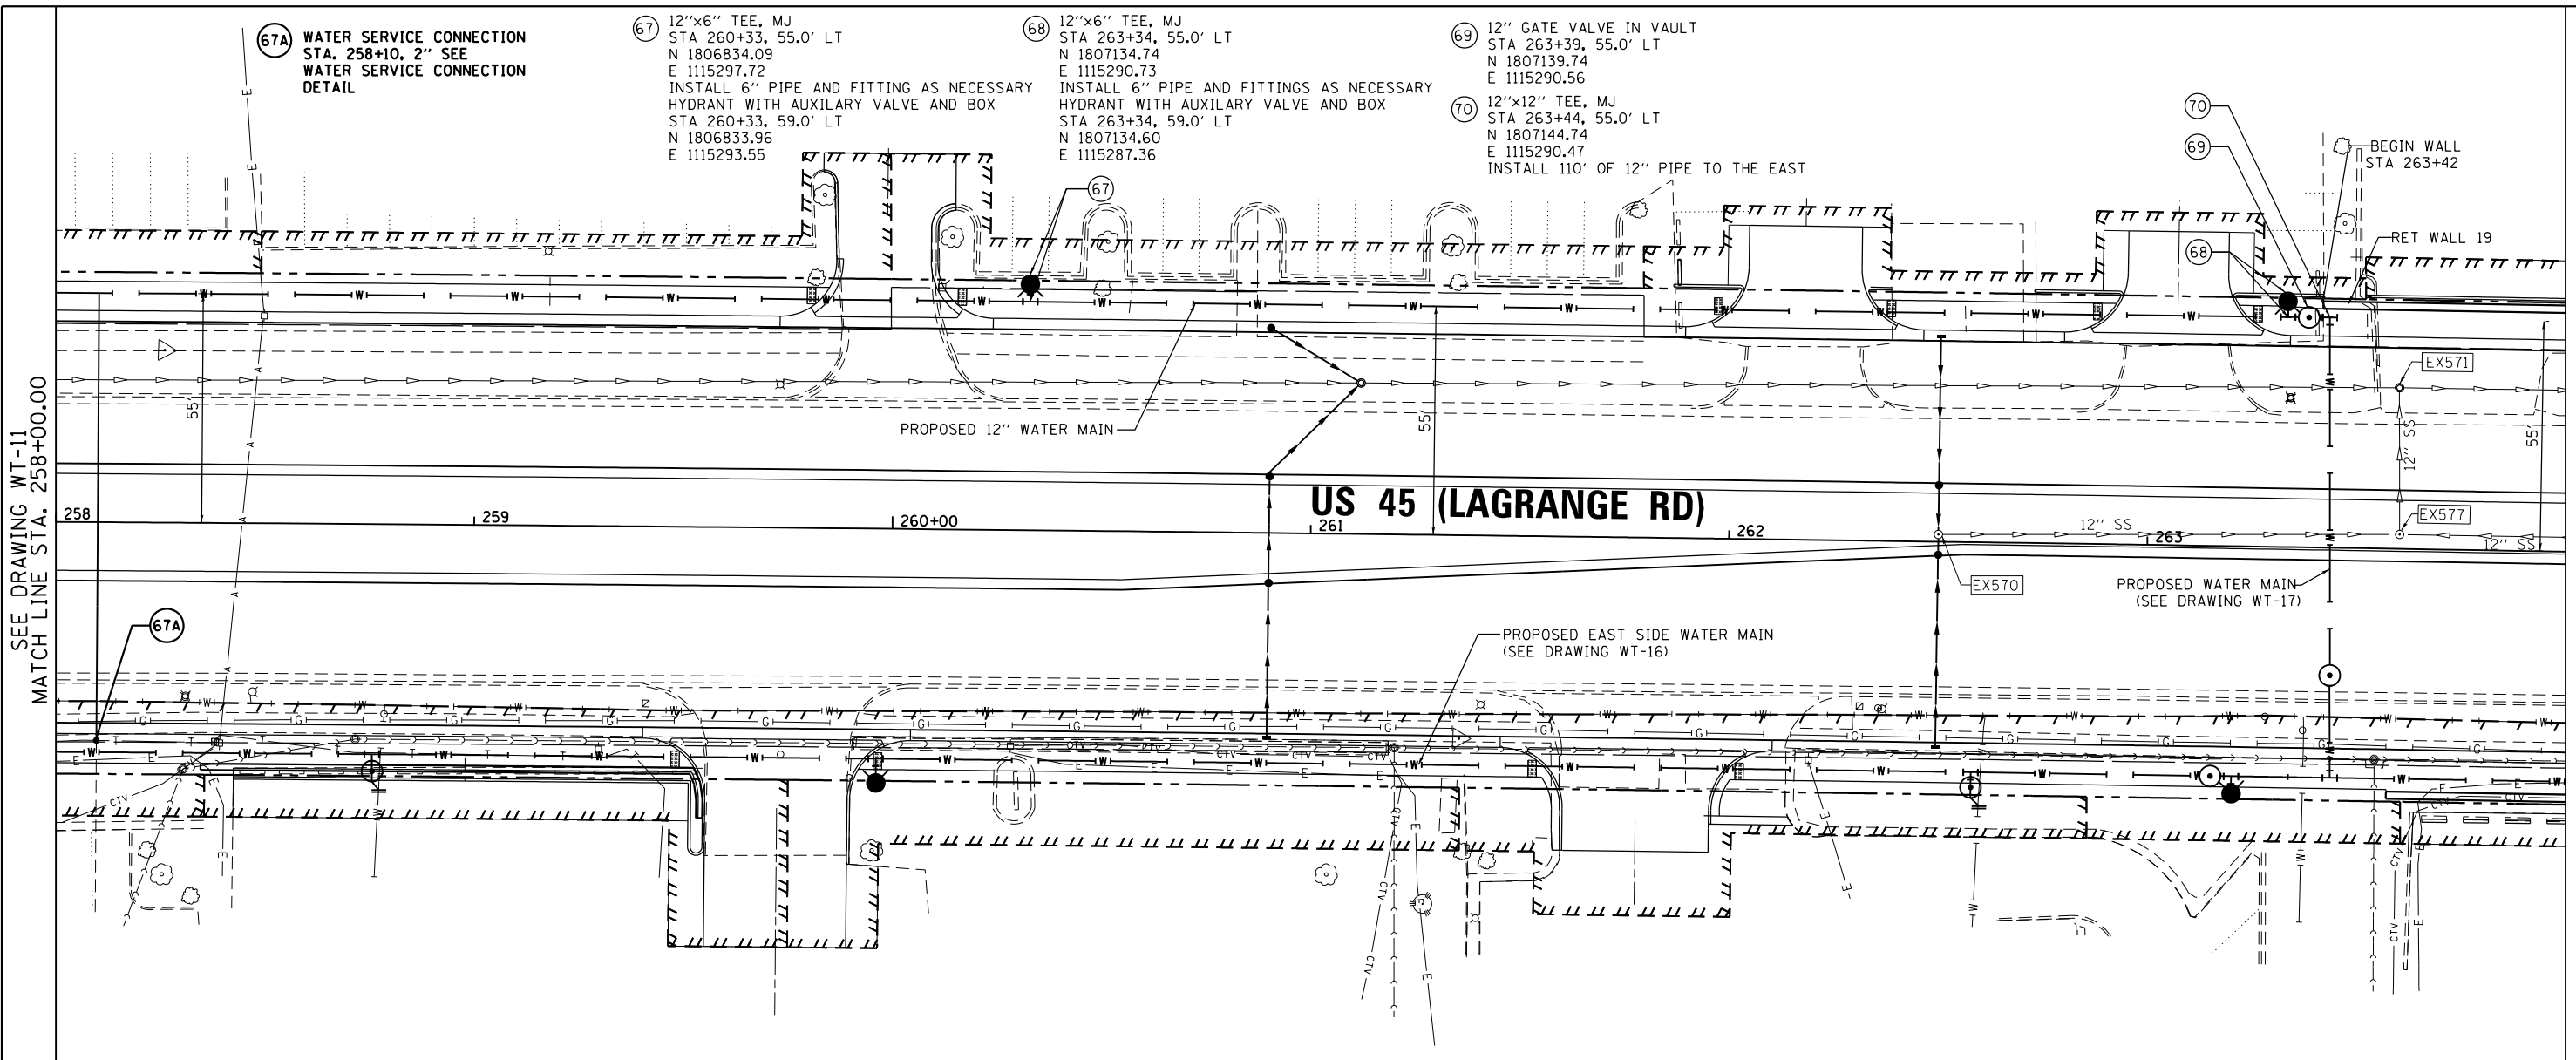 67A
WATER SERVICE CONNECTION
STA. 258+10, 2" SEE
WATER SERVICE CONNECTION
DETAIL
67
12"x6" TEE, MJ
STA 260+33, 55.0' LT
N 1806834.09
E 1115297.72
INSTALL 6" PIPE AND FITTING AS NECESSARY
HYDRANT WITH AUXILARY VALVE AND BOX
STA 260+33, 59.0' LT
N 1806833.96
E 1115293.55
68
12"x6" TEE, MJ
STA 263+34, 55.0' LT
N 1807134.74
E 1115290.73
INSTALL 6" PIPE AND FITTINGS AS NECESSARY
HYDRANT WITH AUXILARY VALVE AND BOX
STA 263+34, 59.0' LT
N 1807134.60
E 1115287.36
69
12" GATE VALVE IN VAULT
STA 263+39, 55.0' LT
N 1807139.74
E 1115290.56
70
12"x12" TEE, MJ
STA 263+44, 55.0' LT
N 1807144.74
E 1115290.47
INSTALL 110' OF 12" PIPE TO THE EAST
70
69
BEGIN WALL
STA 263+42
67
68
RET WALL 19
EX571
SEE DRAWING WT-11
MATCH LINE STA. 258+00.00
55'
PROPOSED 12" WATER MAIN
55'
12" SS
55'
US 45 (LAGRANGE RD)
258
259
260+00
261
262
263
12" SS
EX577
12" SS
EX570
PROPOSED WATER MAIN
(SEE DRAWING WT-17)
67A
PROPOSED EAST SIDE WATER MAIN
(SEE DRAWING WT-16)